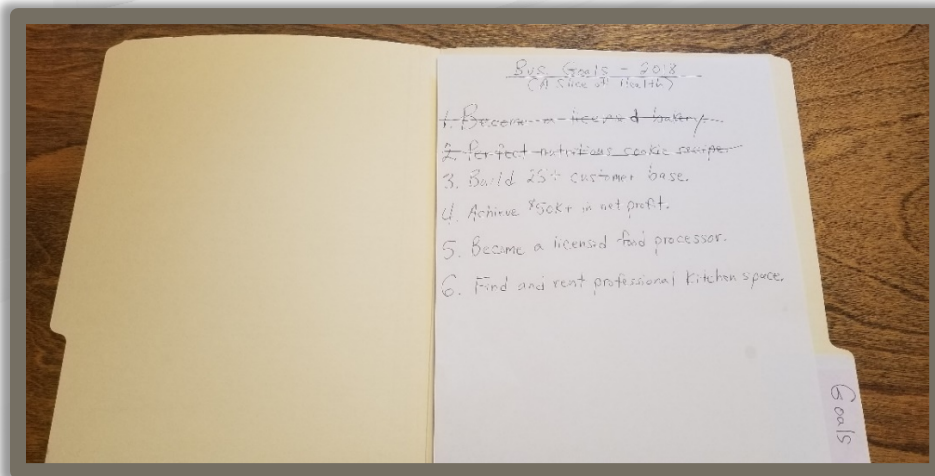 Bus. Goals - 2018
(A Slice of Health)
1. Become a licensed bakery.
2. Perfect nutritious cookie recipe
3. Build 25+ customer base.
4. Achieve $50K+ in net profit.
5. Become a licensed food processor.
6. Find and rent professional kitchen space.
Goals